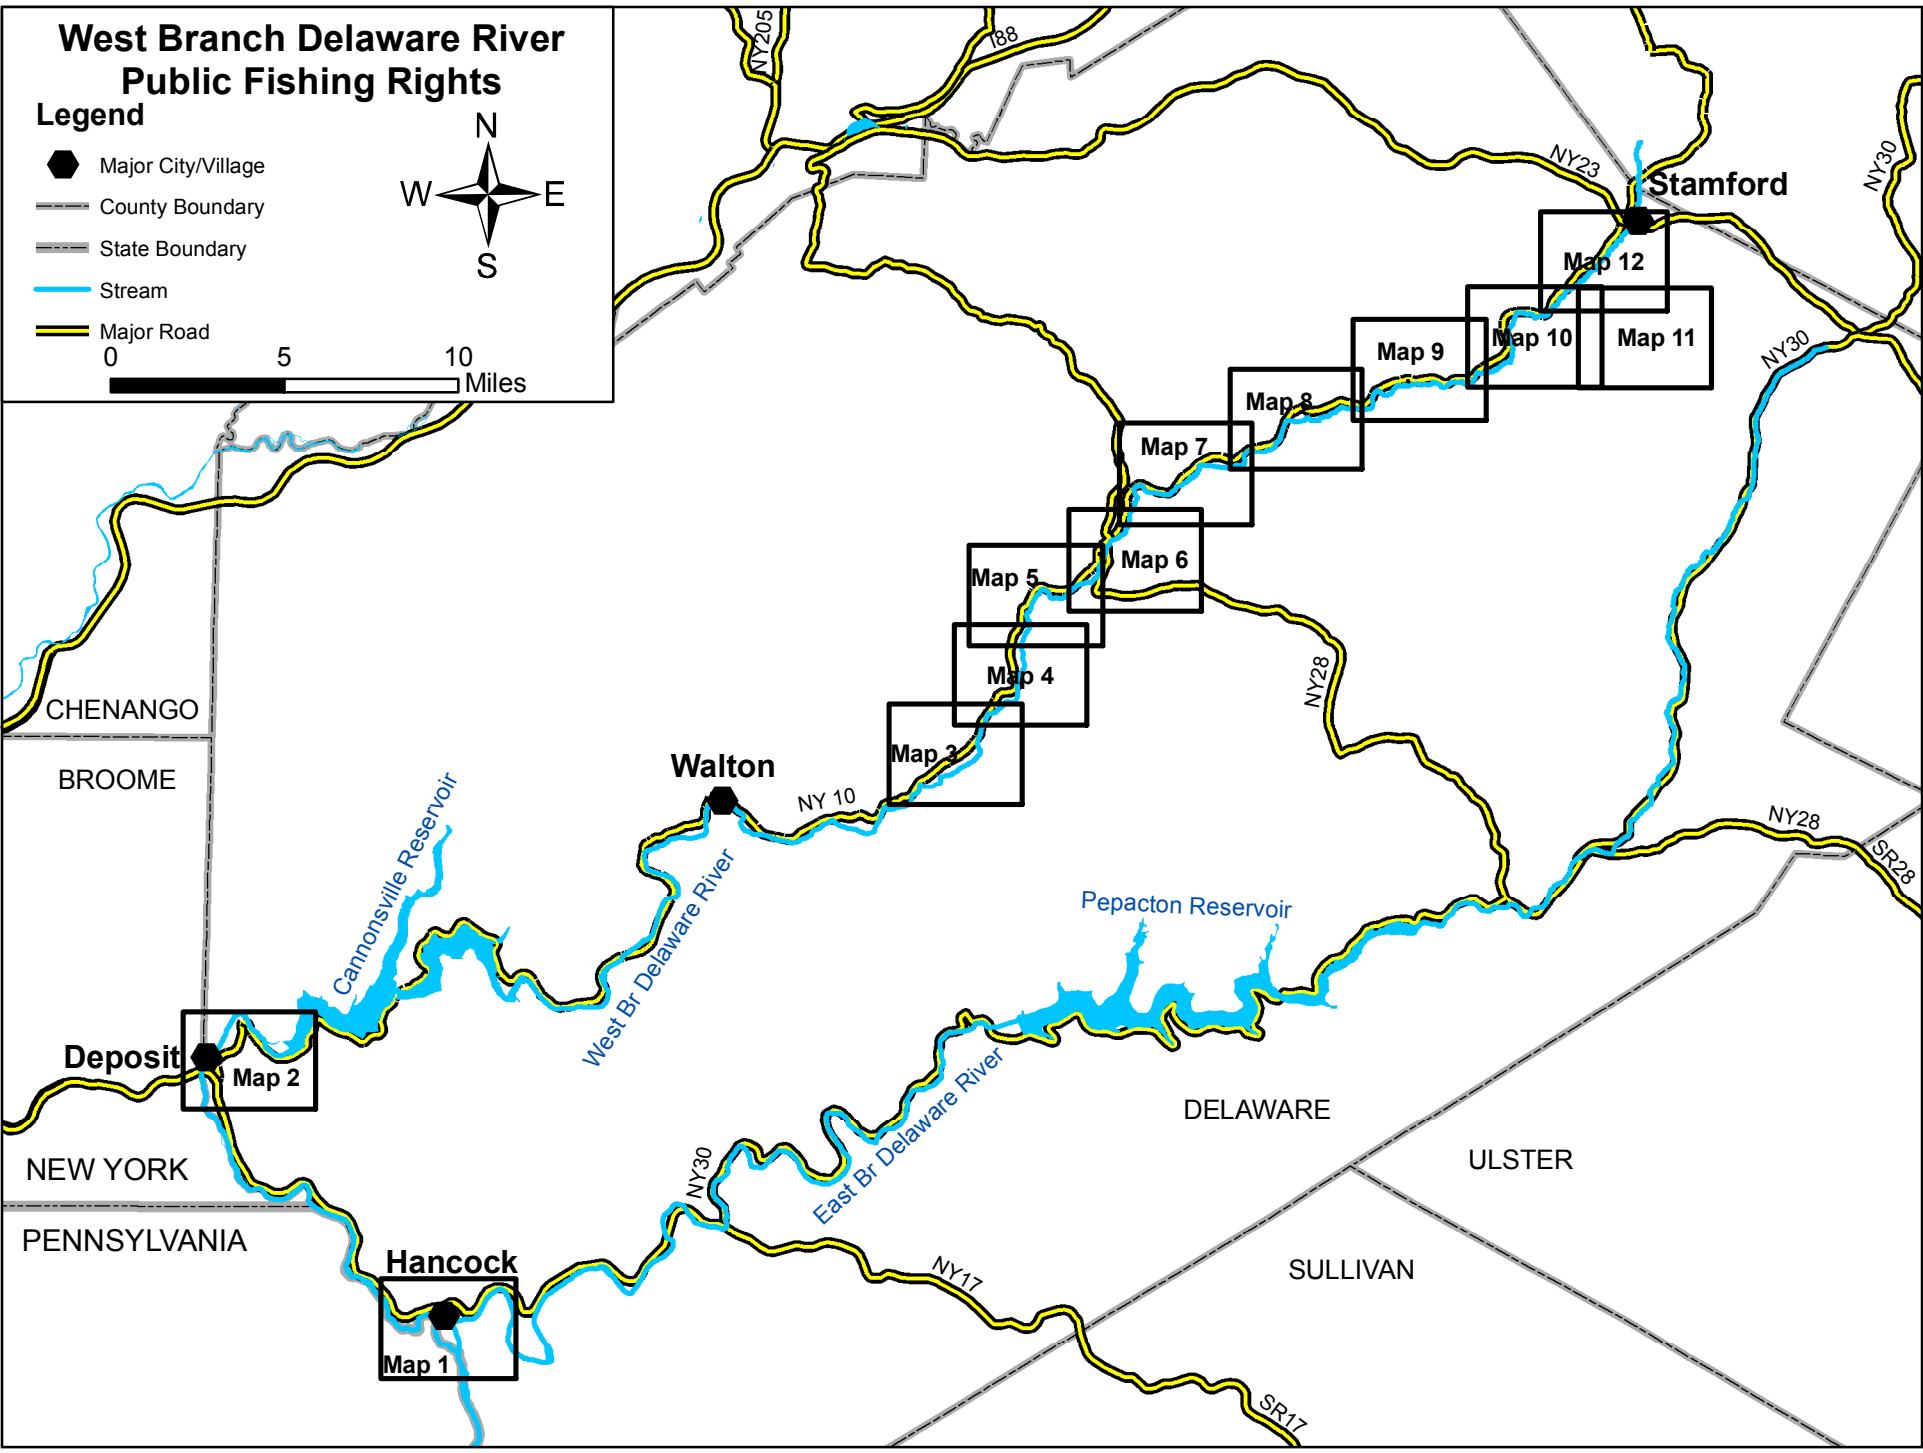 West Branch Delaware River
Public Fishing Rights
Legend
Major City/Village
County Boundary
State Boundary
Stream
Major Road
N
W
E
S
0
5
10
Miles
NY205
I88
NY23
NY30
Stamford
Map 12
Map 10
Map 11
Map 9
NY30
Map 8
Map 7
Map 6
Map 5
Map 4
NY28
CHENANGO
Map 3
BROOME
Walton
NY 10
Cannonsville Reservoir
NY28
SR28
West Br Delaware River
Pepacton Reservoir
Deposit
Map 2
East Br Delaware River
DELAWARE
NEW YORK
NY30
ULSTER
PENNSYLVANIA
Hancock
NY17
SULLIVAN
Map 1
SR17